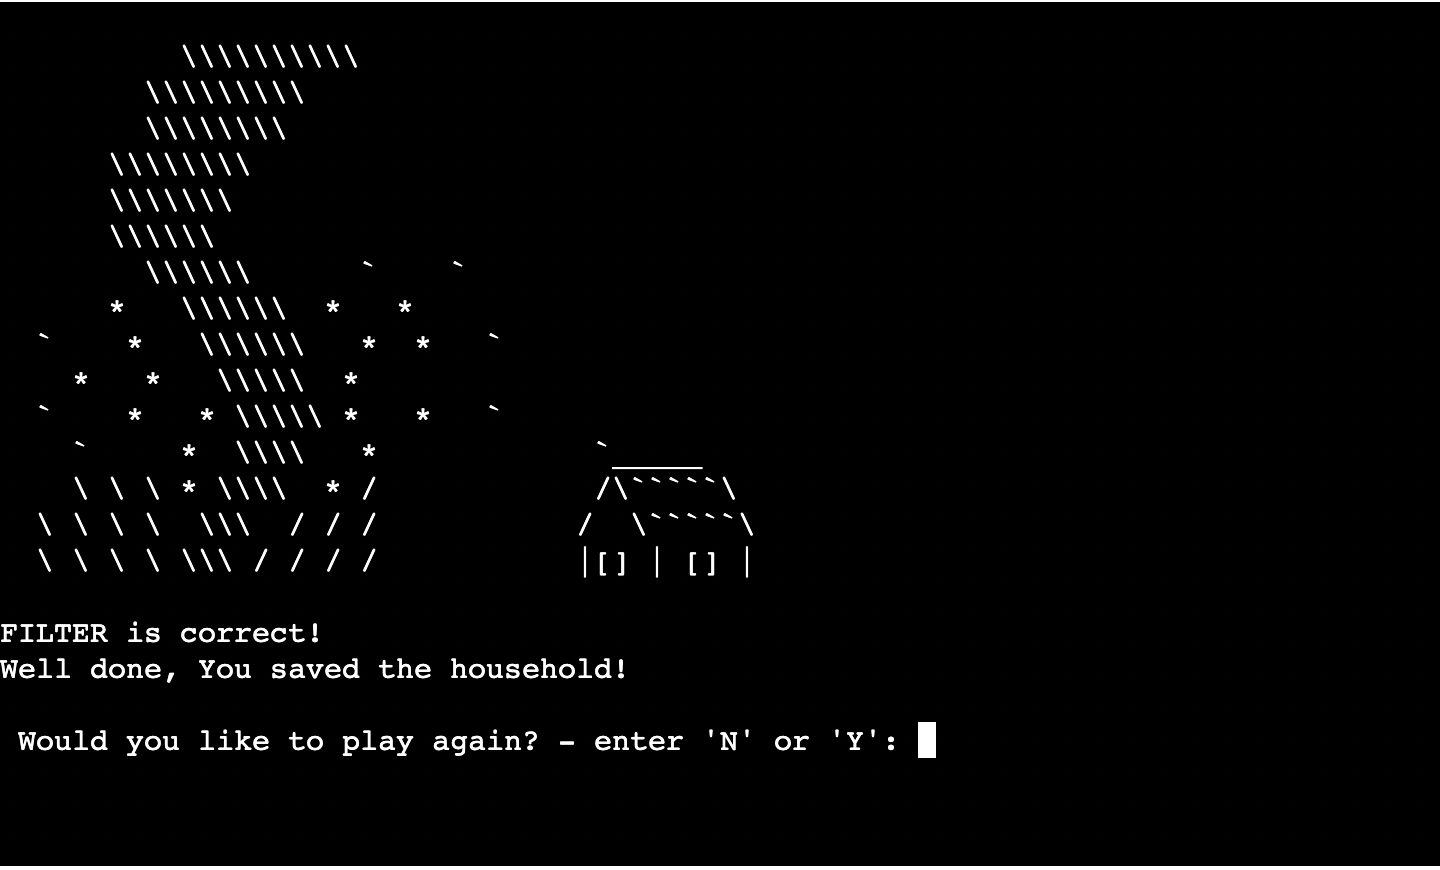 FILTER is correct!
Well done, You saved the household!
Would you like to play again? - enter 'N' or 'Y':